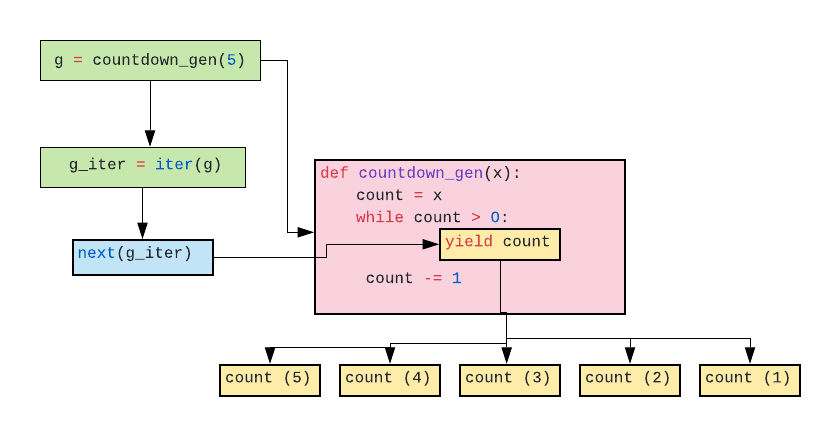 g = countdown_gen(5)
g_iter = iter(g)
next(g_iter)
def countdown_gen(x):
count = x
while count > 0:
yield count
count -= 1
count (5)
count (4)
count (3)
count (2)
count (1)